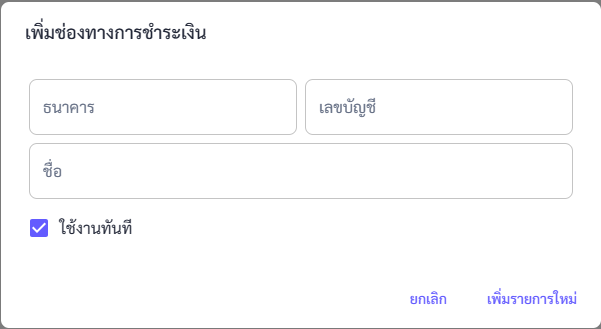 เพิ่มช่องทางการชำระเงิน
ธนาคาร เลขบัญชี
ชื่อ
ใช้งานทันที
ยกเลิก เพิ่มรายการใหม่